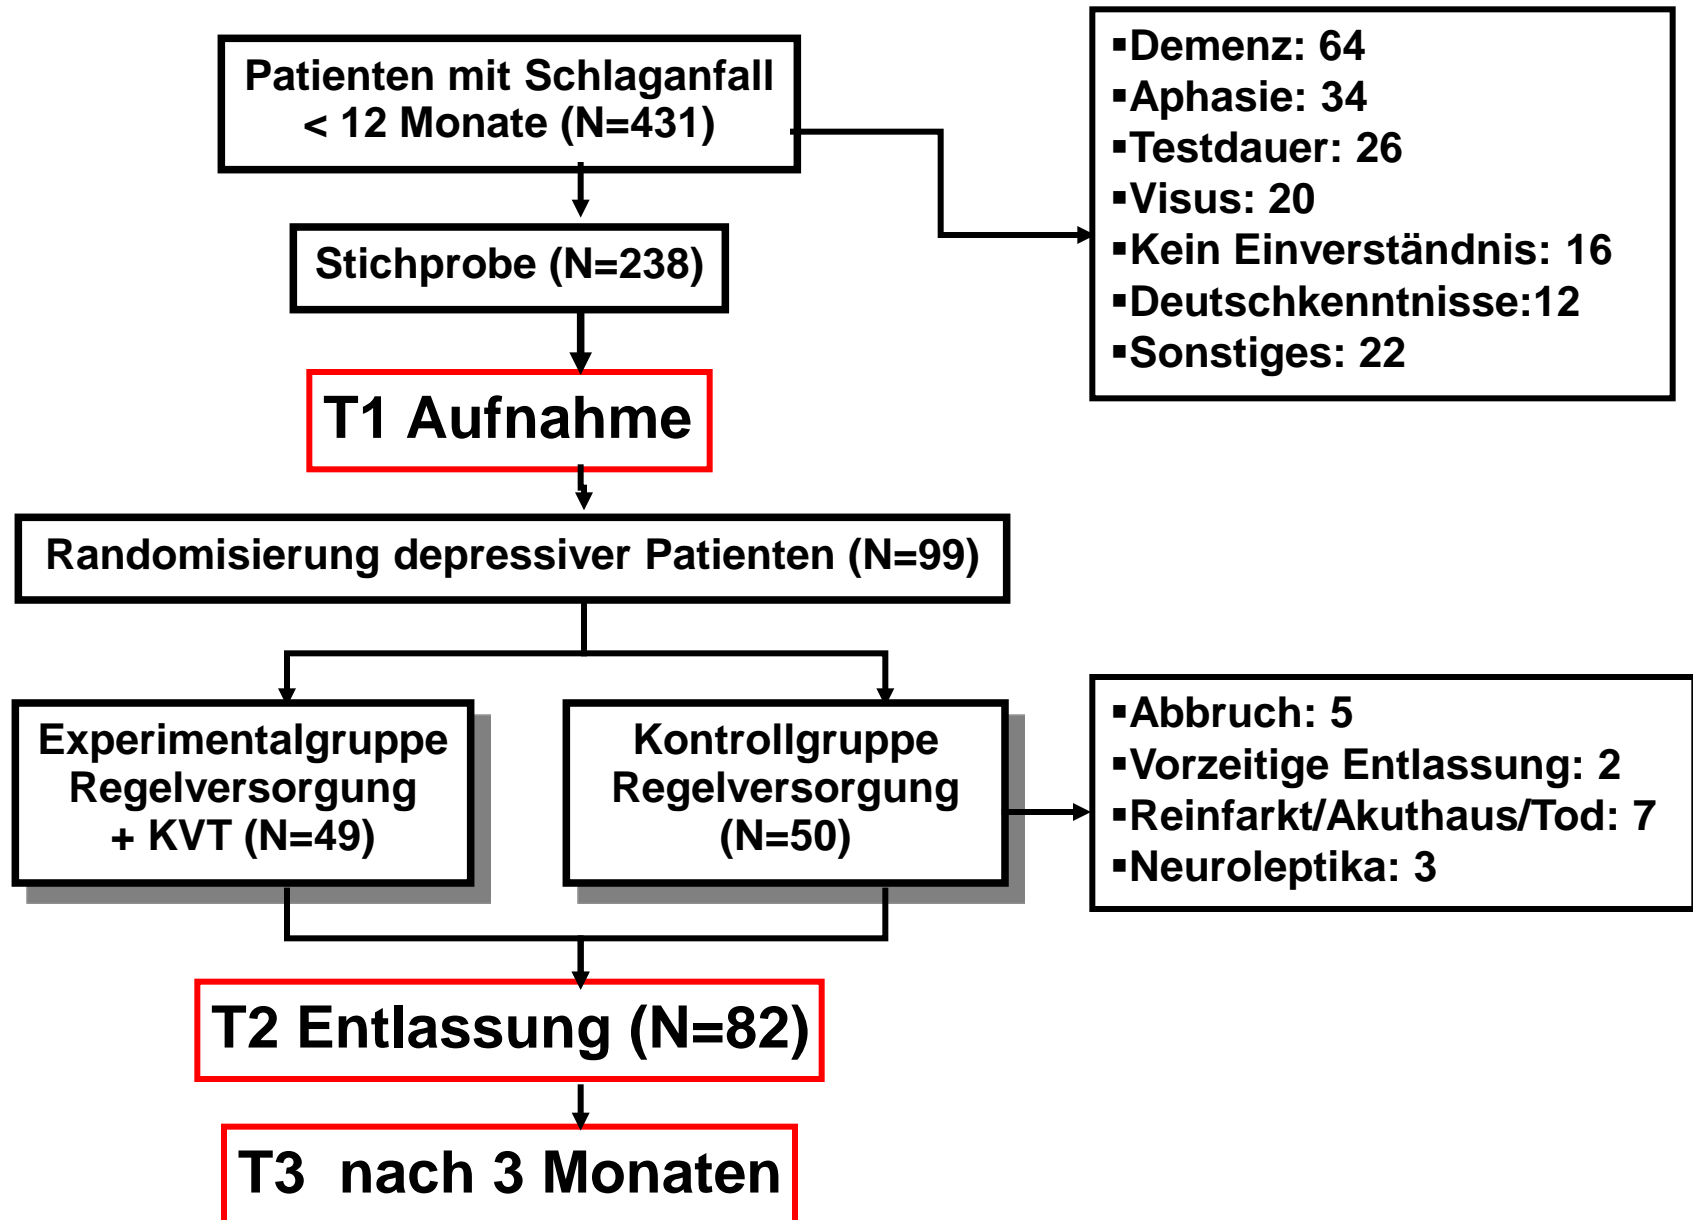 Patienten mit Schlaganfall
< 12 Monate (N=431)
▪Demenz: 64
▪Aphasie: 34
▪Testdauer: 26
▪Visus: 20
▪Kein Einverständnis: 16
▪Deutschkenntnisse:12
▪Sonstiges: 22
Stichprobe (N=238)
T1 Aufnahme
Randomisierung depressiver Patienten (N=99)
Experimentalgruppe
Regelversorgung
+ KVT (N=49)
Kontrollgruppe
Regelversorgung
(N=50)
▪Abbruch: 5
▪Vorzeitige Entlassung: 2
▪Reinfarkt/Akuthaus/Tod: 7
▪Neuroleptika: 3
T2 Entlassung (N=82)
T3  nach 3 Monaten